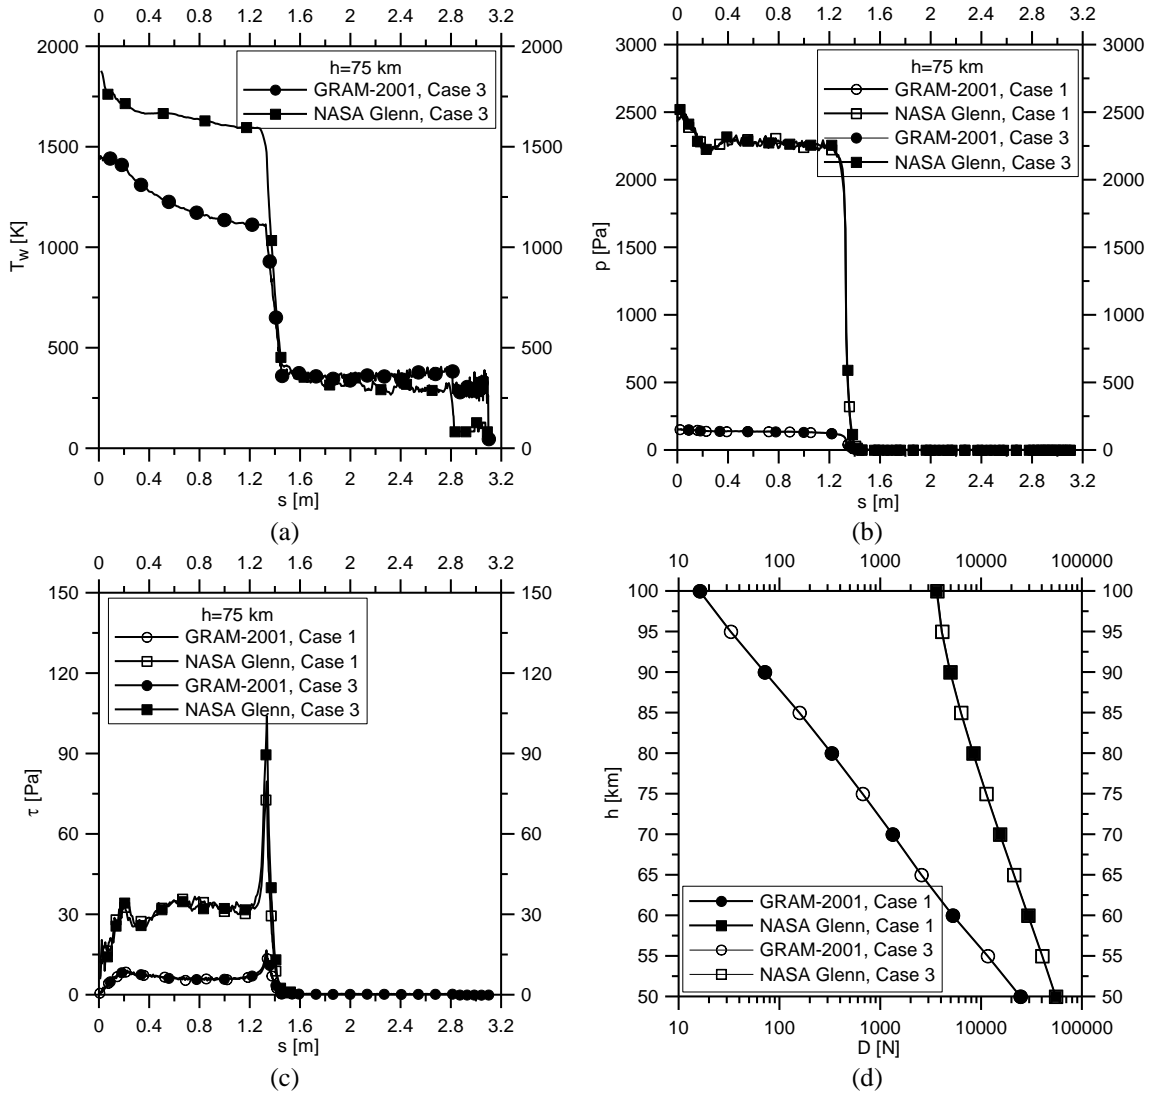 0 0.4 0.8 1.2 1.6 2 2.4 2.8 3.2
2000 2000
h=75 km
GRAM-2001, Case 3
NASA Glenn, Case 3
1500 1500
1000 1000
500 500
0 0
T_w [K]
0 0.4 0.8 1.2 1.6 2 2.4 2.8 3.2
s [m]
(a)
0 0.4 0.8 1.2 1.6 2 2.4 2.8 3.2
3000 3000
h=75 km
GRAM-2001, Case 1
NASA Glenn, Case 1
GRAM-2001, Case 3
NASA Glenn, Case 3
2500 2500
2000 2000
1500 1500
1000 1000
500 500
0 0
p [Pa]
0 0.4 0.8 1.2 1.6 2 2.4 2.8 3.2
s [m]
(b)
0 0.4 0.8 1.2 1.6 2 2.4 2.8 3.2
150 150
h=75 km
GRAM-2001, Case 1
NASA Glenn, Case 1
GRAM-2001, Case 3
NASA Glenn, Case 3
120 120
90 90
60 60
30 30
0 0
τ [Pa]
0 0.4 0.8 1.2 1.6 2 2.4 2.8 3.2
s [m]
(c)
10 100 1000 10000 100000
100 100
95 95
90 90
85 85
80 80
75 75
70 70
65 65
60 60
55 55
50 50
h [km]
GRAM-2001, Case 1
NASA Glenn, Case 1
GRAM-2001, Case 3
NASA Glenn, Case 3
10 100 1000 10000 100000
D [N]
(d)